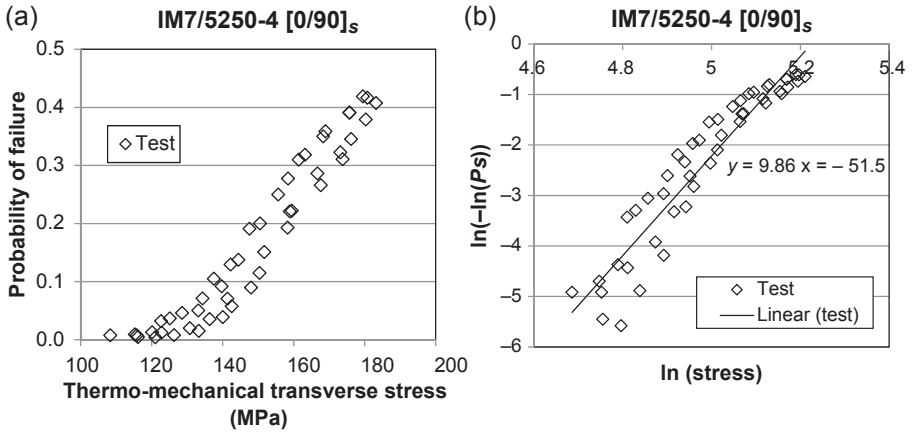 (a)
IM7/5250-4 [0/90]s
Probability of failure
0.5
0.4
0.3
0.2
0.1
0.0
100
120
140
160
180
200
Test
Thermo-mechanical transverse stress
(MPa)
(b)
IM7/5250-4 [0/90]s
ln(–ln(Ps))
0
–1
–2
–3
–4
–5
–6
4.6
4.8
5
5.2
5.4
y = 9.86 x = – 51.5
Test
Linear (test)
ln (stress)